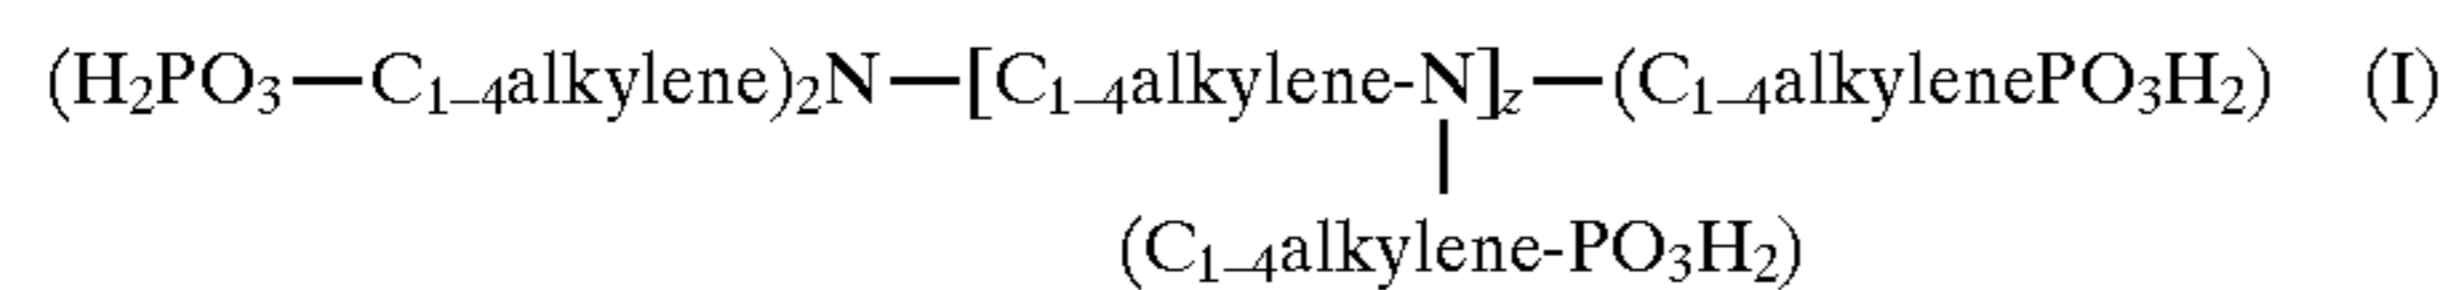 (H₂PO₃—C₁₋₄alkylene)₂N—[C₁₋₄alkylene-N]z—(C₁₋₄alkylenePO₃H₂) (I)
(C₁₋₄alkylene-PO₃H₂)